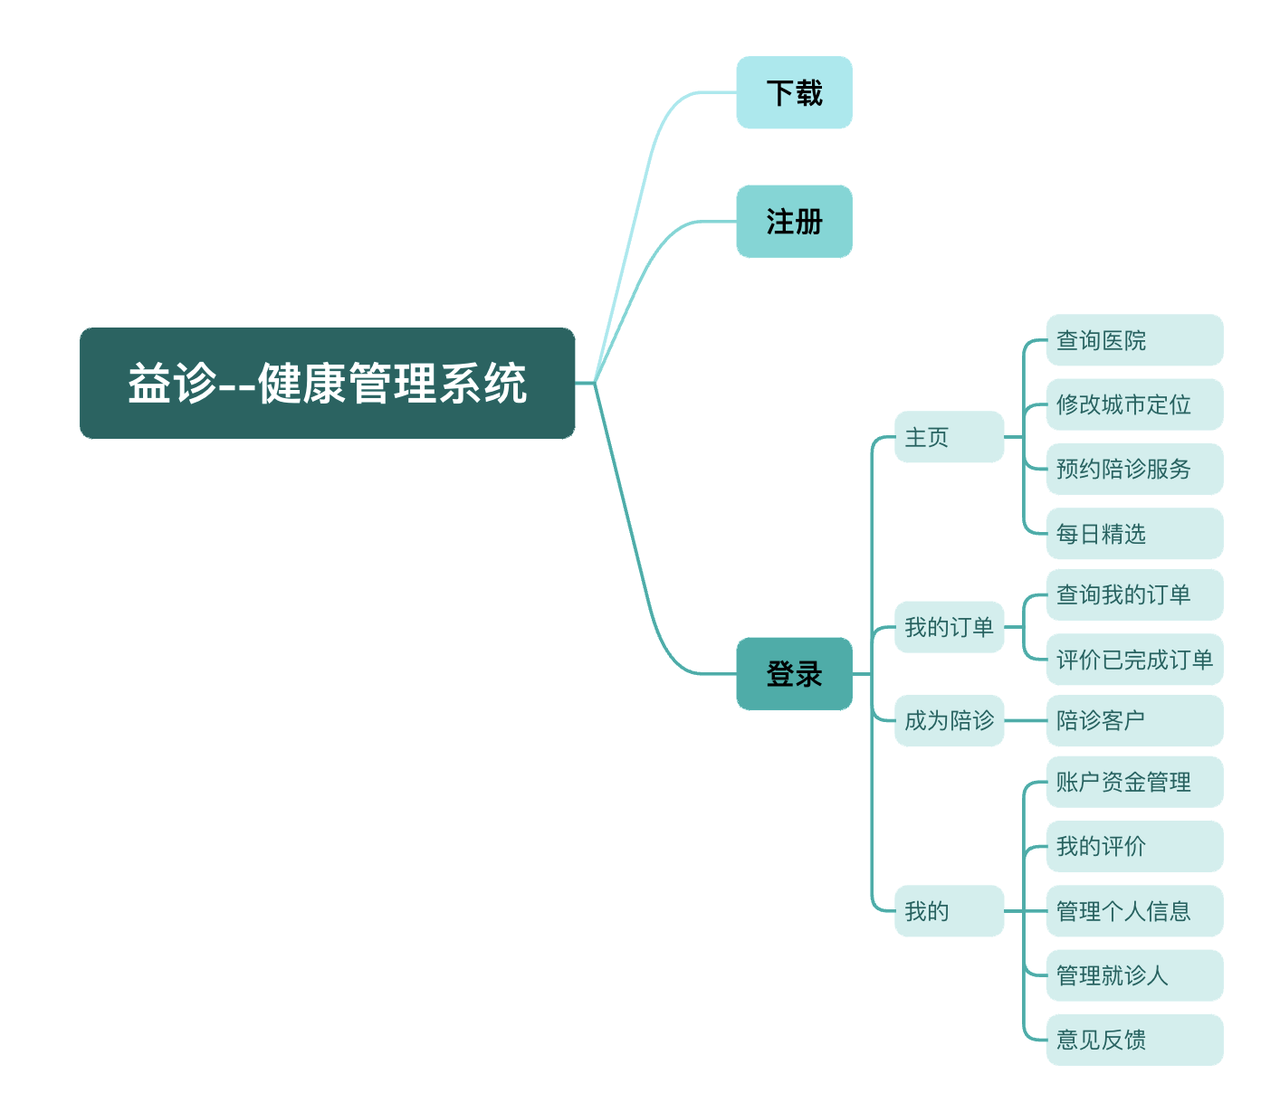 下载
注册
益诊--健康管理系统
登录
主页
查询医院
修改城市定位
预约陪诊服务
每日精选
我的订单
查询我的订单
评价已完成订单
成为陪诊
陪诊客户
我的
账户资金管理
我的评价
管理个人信息
管理就诊人
意见反馈